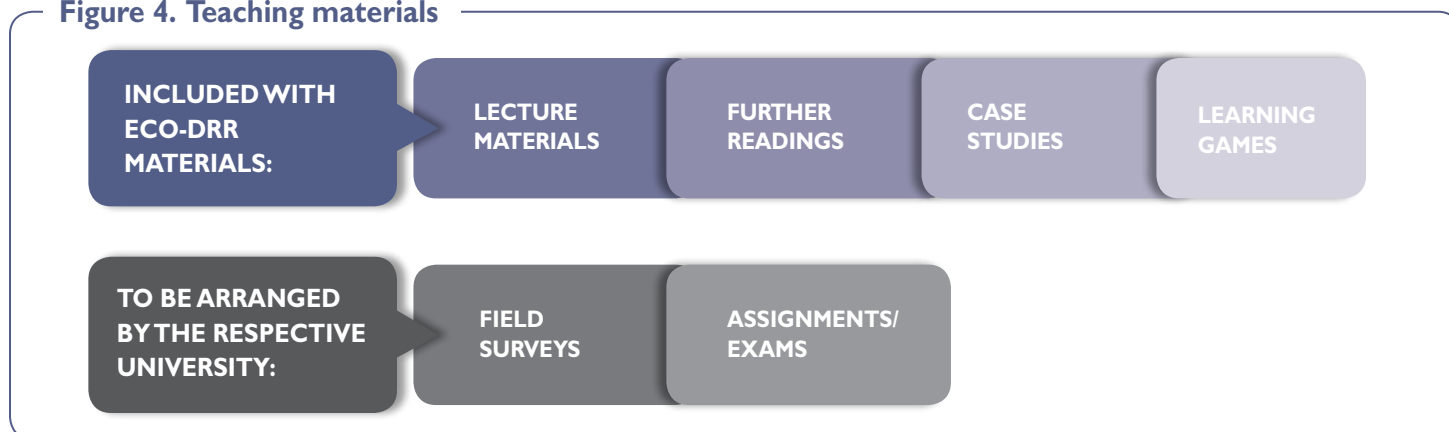 Figure 4. Teaching materials
INCLUDED WITH
ECO-DRR
MATERIALS:
LECTURE
MATERIALS
FURTHER
READINGS
CASE
STUDIES
LEARNING
GAMES
TO BE ARRANGED
BY THE RESPECTIVE
UNIVERSITY:
FIELD
SURVEYS
ASSIGNMENTS/
EXAMS